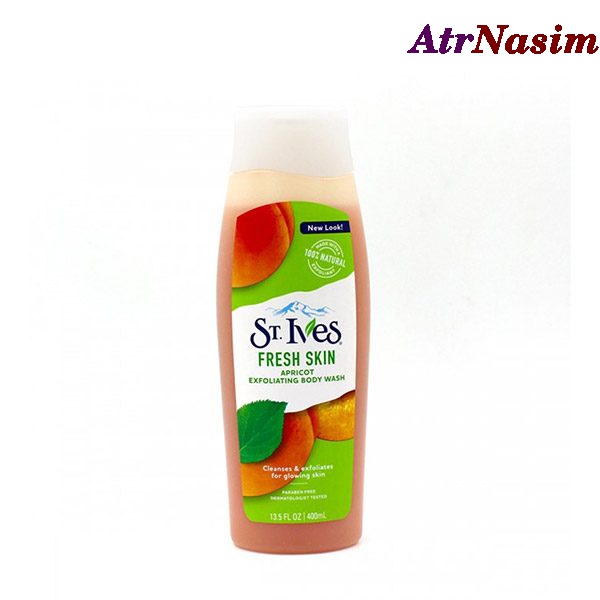 AtrNasim
New Look!
MADE WITH
100% NATURAL
EXFOLIANT
ST. IVES
FRESH SKIN
APRICOT
EXFOLIATING BODY WASH
Cleanses & exfoliates
for glowing skin
PARABEN FREE
DERMATOLOGIST TESTED
13.5 FL OZ | 400mL